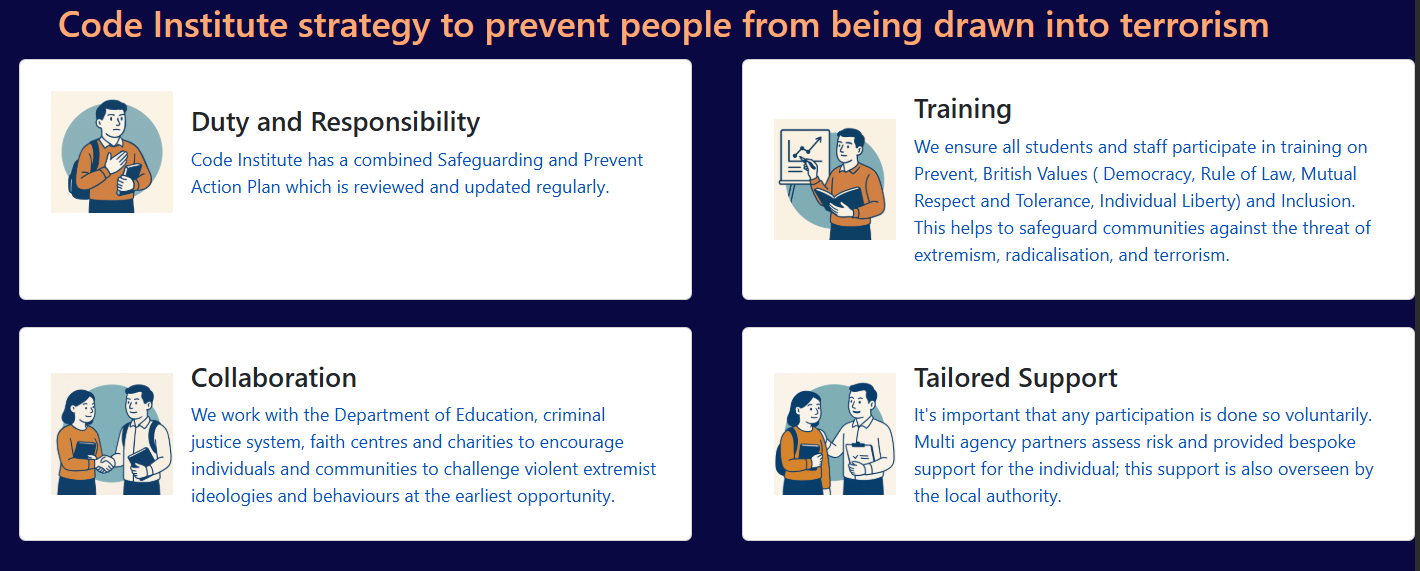 Code Institute strategy to prevent people from being drawn into terrorism
Duty and Responsibility
Code Institute has a combined Safeguarding and Prevent
Action Plan which is reviewed and updated regularly.
Training
We ensure all students and staff participate in training on
Prevent, British Values ( Democracy, Rule of Law, Mutual
Respect and Tolerance, Individual Liberty) and Inclusion.
This helps to safeguard communities against the threat of
extremism, radicalisation, and terrorism.
Collaboration
We work with the Department of Education, criminal
justice system, faith centres and charities to encourage
individuals and communities to challenge violent extremist
ideologies and behaviours at the earliest opportunity.
Tailored Support
It's important that any participation is done so voluntarily.
Multi agency partners assess risk and provided bespoke
support for the individual; this support is also overseen by
the local authority.